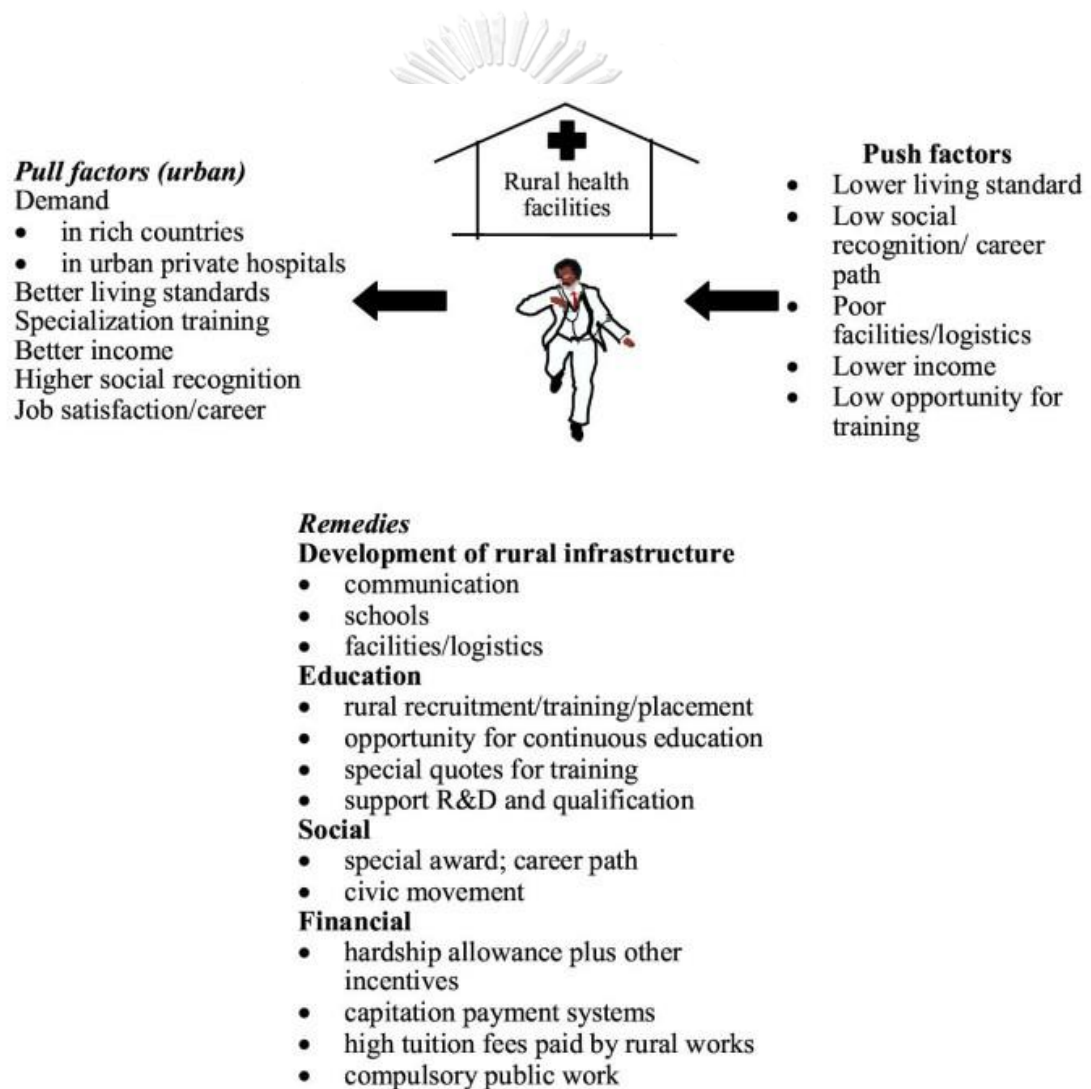 Pull factors (urban)
Demand
• in rich countries
• in urban private hospitals
Better living standards
Specialization training
Better income
Higher social recognition
Job satisfaction/career
Rural health
facilities
Push factors
• Lower living standard
• Low social
recognition/ career
path
• Poor
facilities/logistics
• Lower income
• Low opportunity for
training
Remedies
Development of rural infrastructure
• communication
• schools
• facilities/logistics
Education
• rural recruitment/training/placement
• opportunity for continuous education
• special quotes for training
• support R&D and qualification
Social
• special award; career path
• civic movement
Financial
• hardship allowance plus other
incentives
• capitation payment systems
• high tuition fees paid by rural works
• compulsory public work